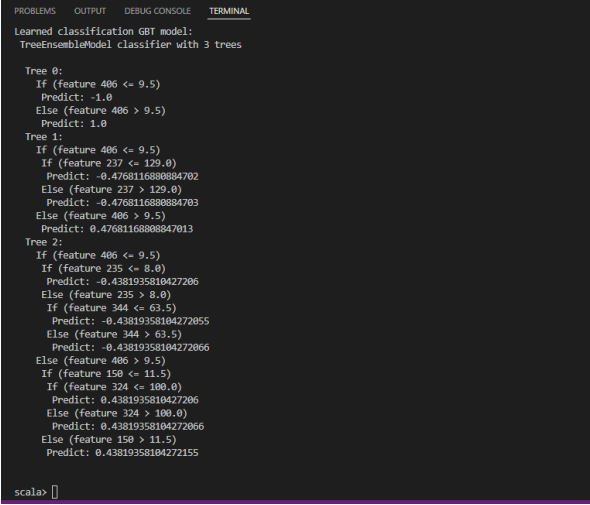 PROBLEMS OUTPUT DEBUG CONSOLE TERMINAL
Learned classification GBT model:
TreeEnsembleModel classifier with 3 trees
Tree 0:
If (feature 406 <= 9.5)
Predict: -1.0
Else (feature 406 > 9.5)
Predict: 1.0
Tree 1:
If (feature 406 <= 9.5)
If (feature 237 <= 129.0)
Predict: -0.4768116880884702
Else (feature 237 > 129.0)
Predict: -0.4768116880884703
Else (feature 406 > 9.5)
Predict: 0.47681168808847013
Tree 2:
If (feature 406 <= 9.5)
If (feature 235 <= 8.0)
Predict: -0.4381935810427206
Else (feature 235 > 8.0)
If (feature 344 <= 63.5)
Predict: -0.43819358104272055
Else (feature 344 > 63.5)
Predict: -0.43819358104272066
Else (feature 406 > 9.5)
If (feature 150 <= 11.5)
If (feature 324 <= 100.0)
Predict: 0.4381935810427206
Else (feature 324 > 100.0)
Predict: 0.43819358104272066
Else (feature 150 > 11.5)
Predict: 0.43819358104272155
scala>